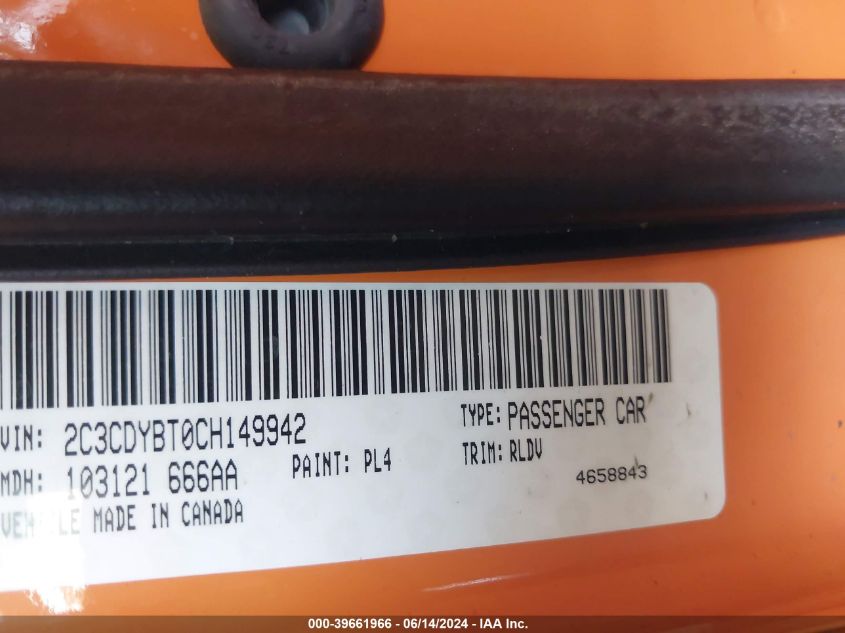 VIN: 2C3CDYBT0CH149942 TYPE: PASSENGER CAR
MDH: 103121 666AA PAINT: PL4 TRIM: RLDV
VEHICLE MADE IN CANADA 4658843
000-39661966 - 06/14/2024 - IAA Inc.